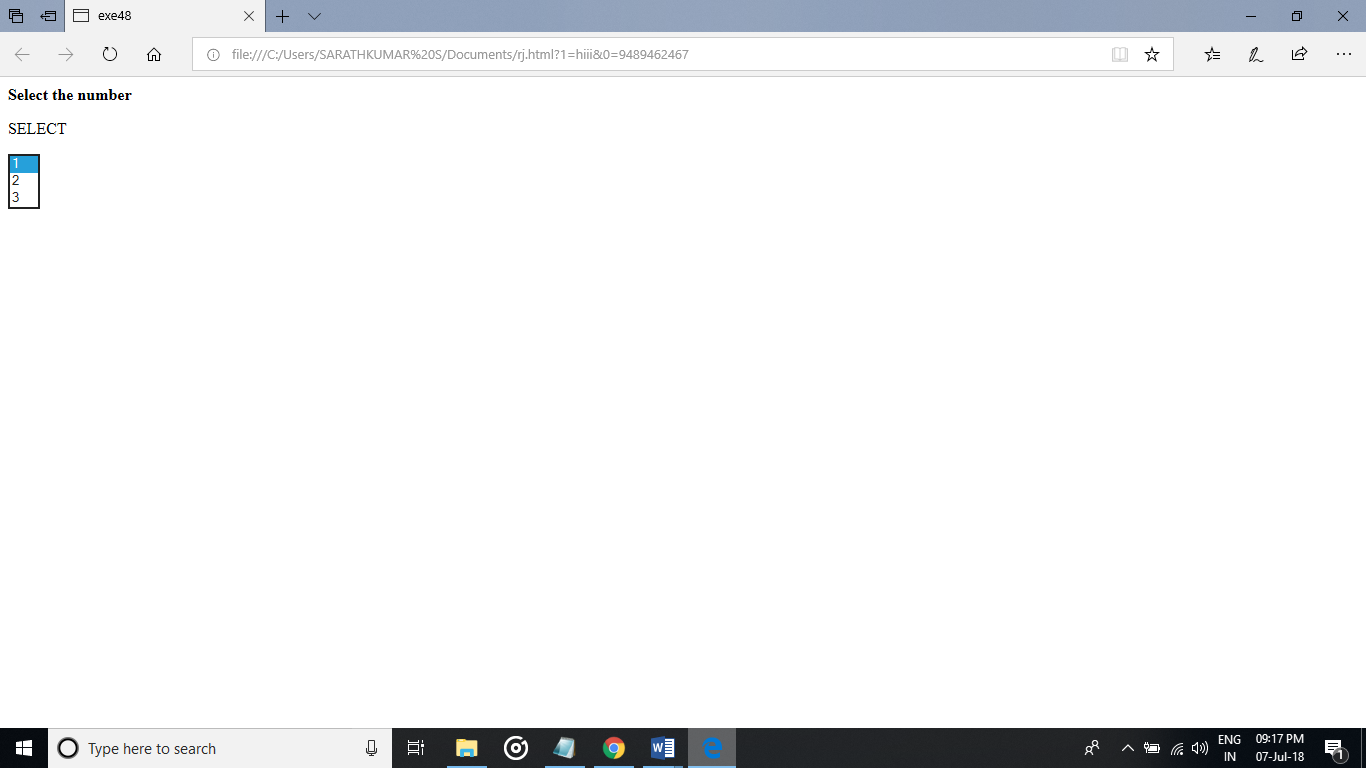 exe48
file:///C:/Users/SARATHKUMAR%20S/Documents/rj.html?1=hiii&0=9489462467
Select the number
SELECT
1
2
3
Type here to search
ENG
IN
09:17 PM
07-Jul-18
1